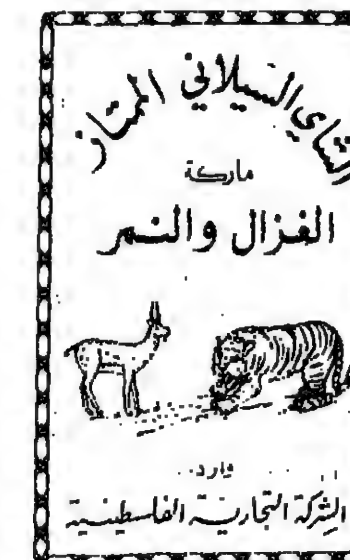 الشاي السيلاني الممتاز
ماركة
الغزال والنمر
وارد
الشركة التجارية الفلسطينية